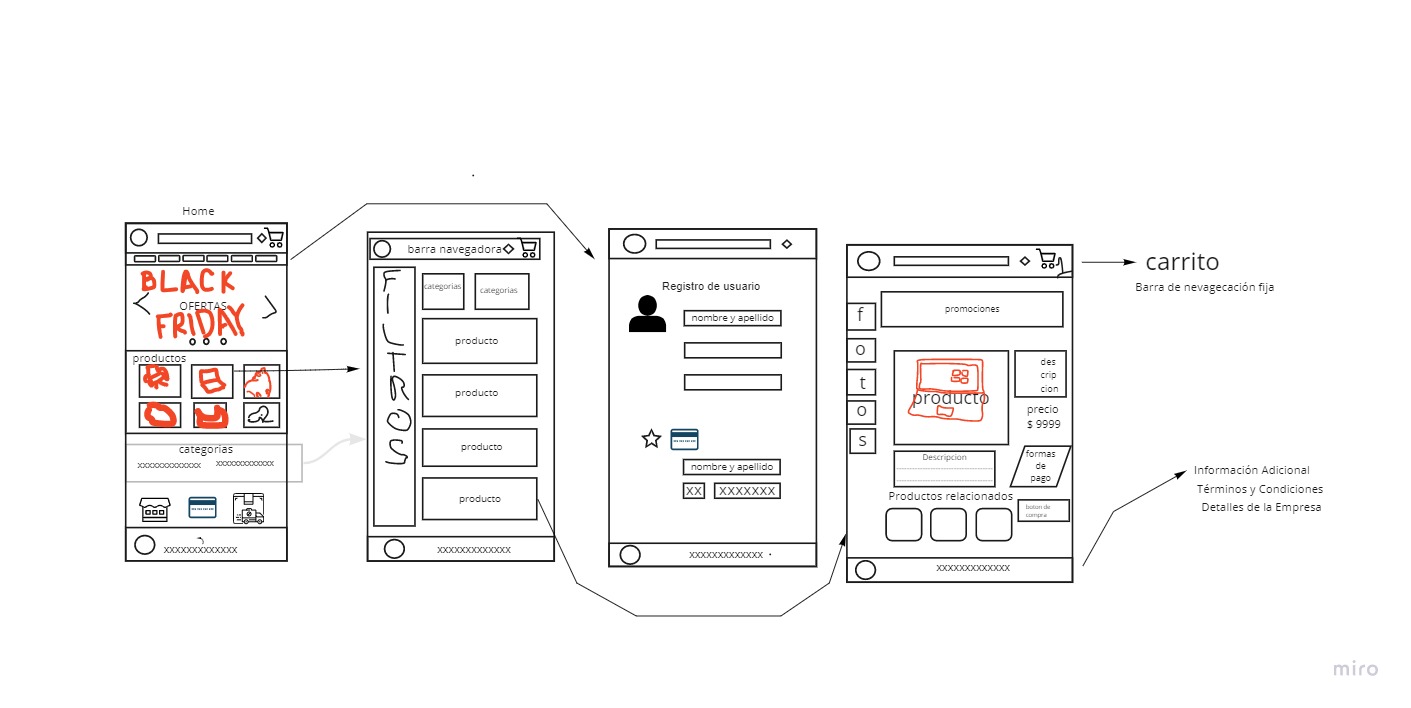 Home
BLACK
OFERTAS
FRIDAY
productos
categorias
xxxxxxxxxxxxx xxxxxxxxxxxx
xxxxxxxxxxxxx
barra navegadora
FILTROS
categorias categorias
producto
producto
producto
producto
xxxxxxxxxxxxx
Registro de usuario
nombre y apellido
nombre y apellido
XX XXXXXXX
xxxxxxxxxxxxx
promociones
f
o
t
o
s
producto
des
crip
cion
precio
$ 9999
Descripcion
formas
de
pago
Productos relacionados
boton de
compra
xxxxxxxxxxxxx
carrito
Barra de nevagecación fija
Información Adicional
Términos y Condiciones
Detalles de la Empresa
miro